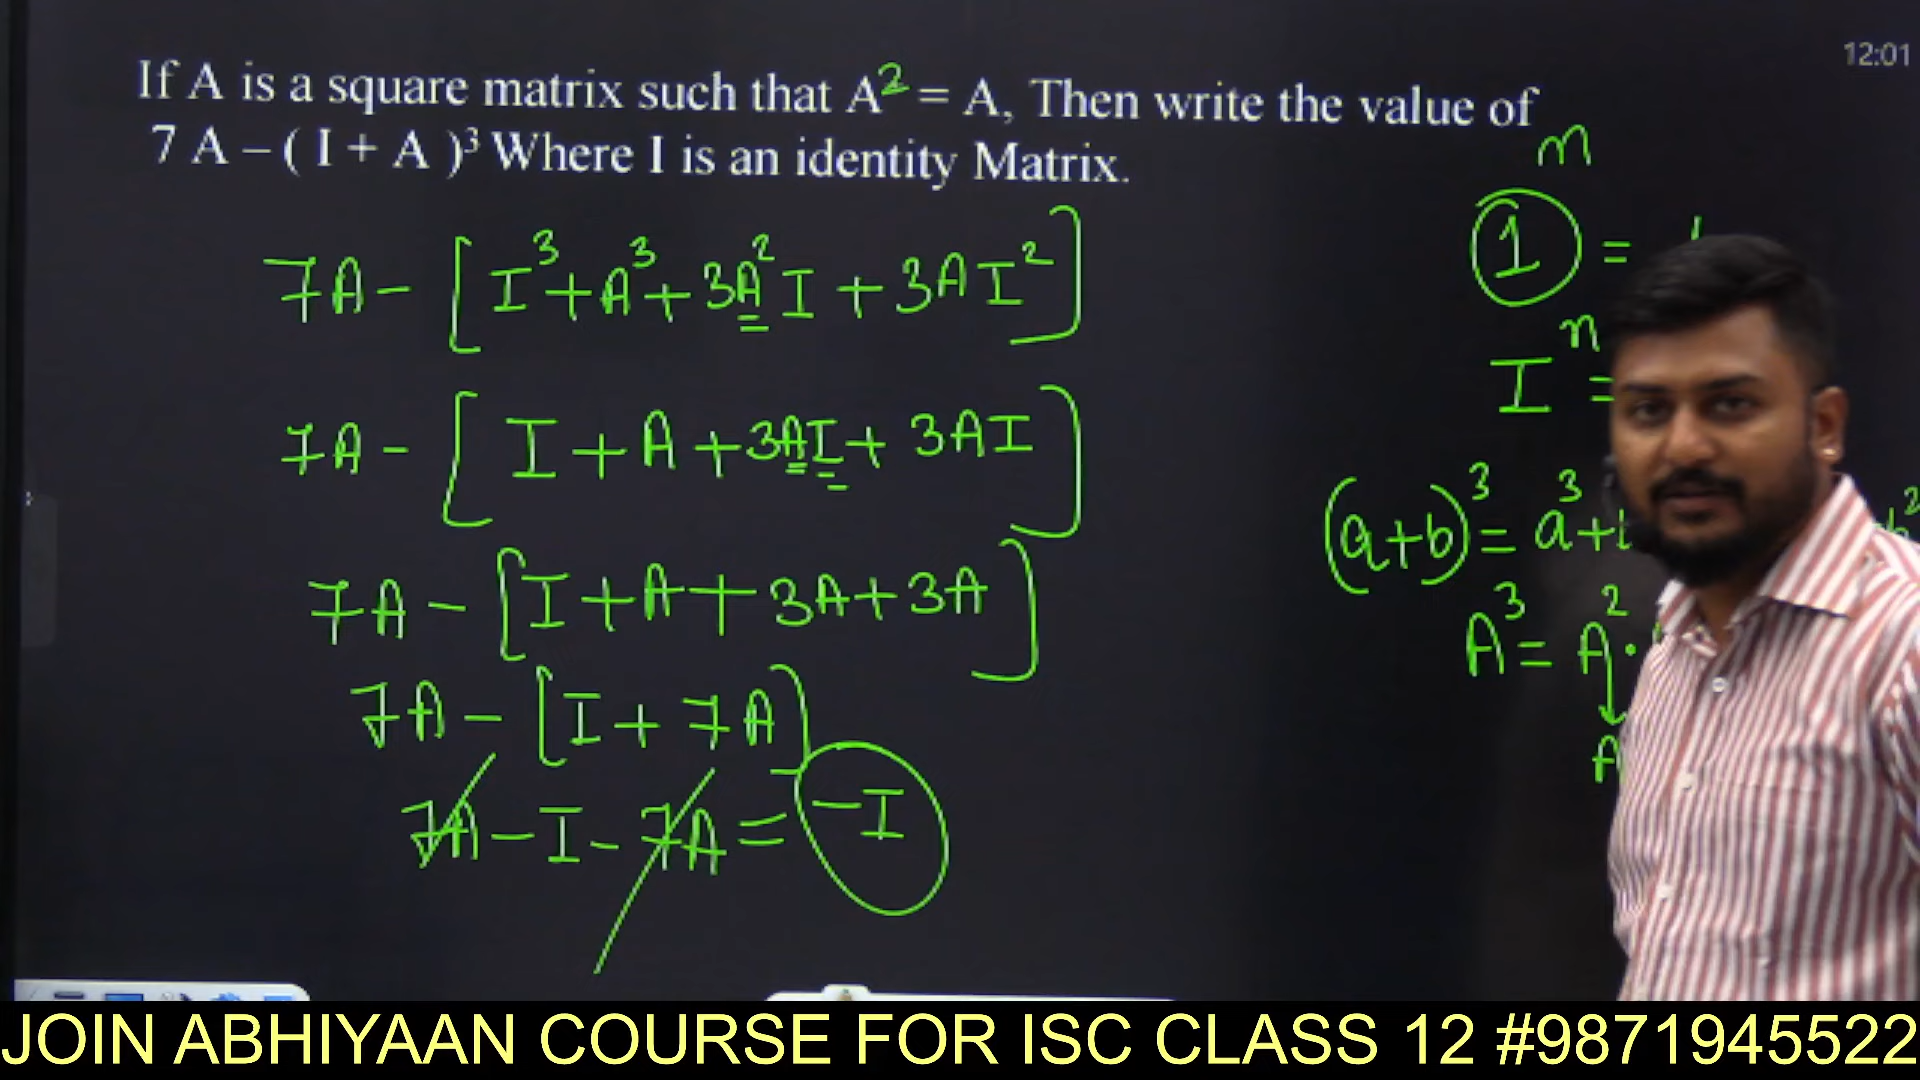 12:01
If A is a square matrix such that A² = A, Then write the value of
7 A – ( I + A )³ Where I is an identity Matrix.
7A - [I³ + A³ + 3A²I + 3AI²]
7A - [I + A + 3AI + 3AI]
7A - [I + A + 3A + 3A]
7A - [I + 7A]
7A - I - 7A = -I
n
1 =
Iⁿ =
(a+b)³ = a³ +
A³ = A² .
A
JOIN ABHIYAAN COURSE FOR ISC CLASS 12 #9871945522